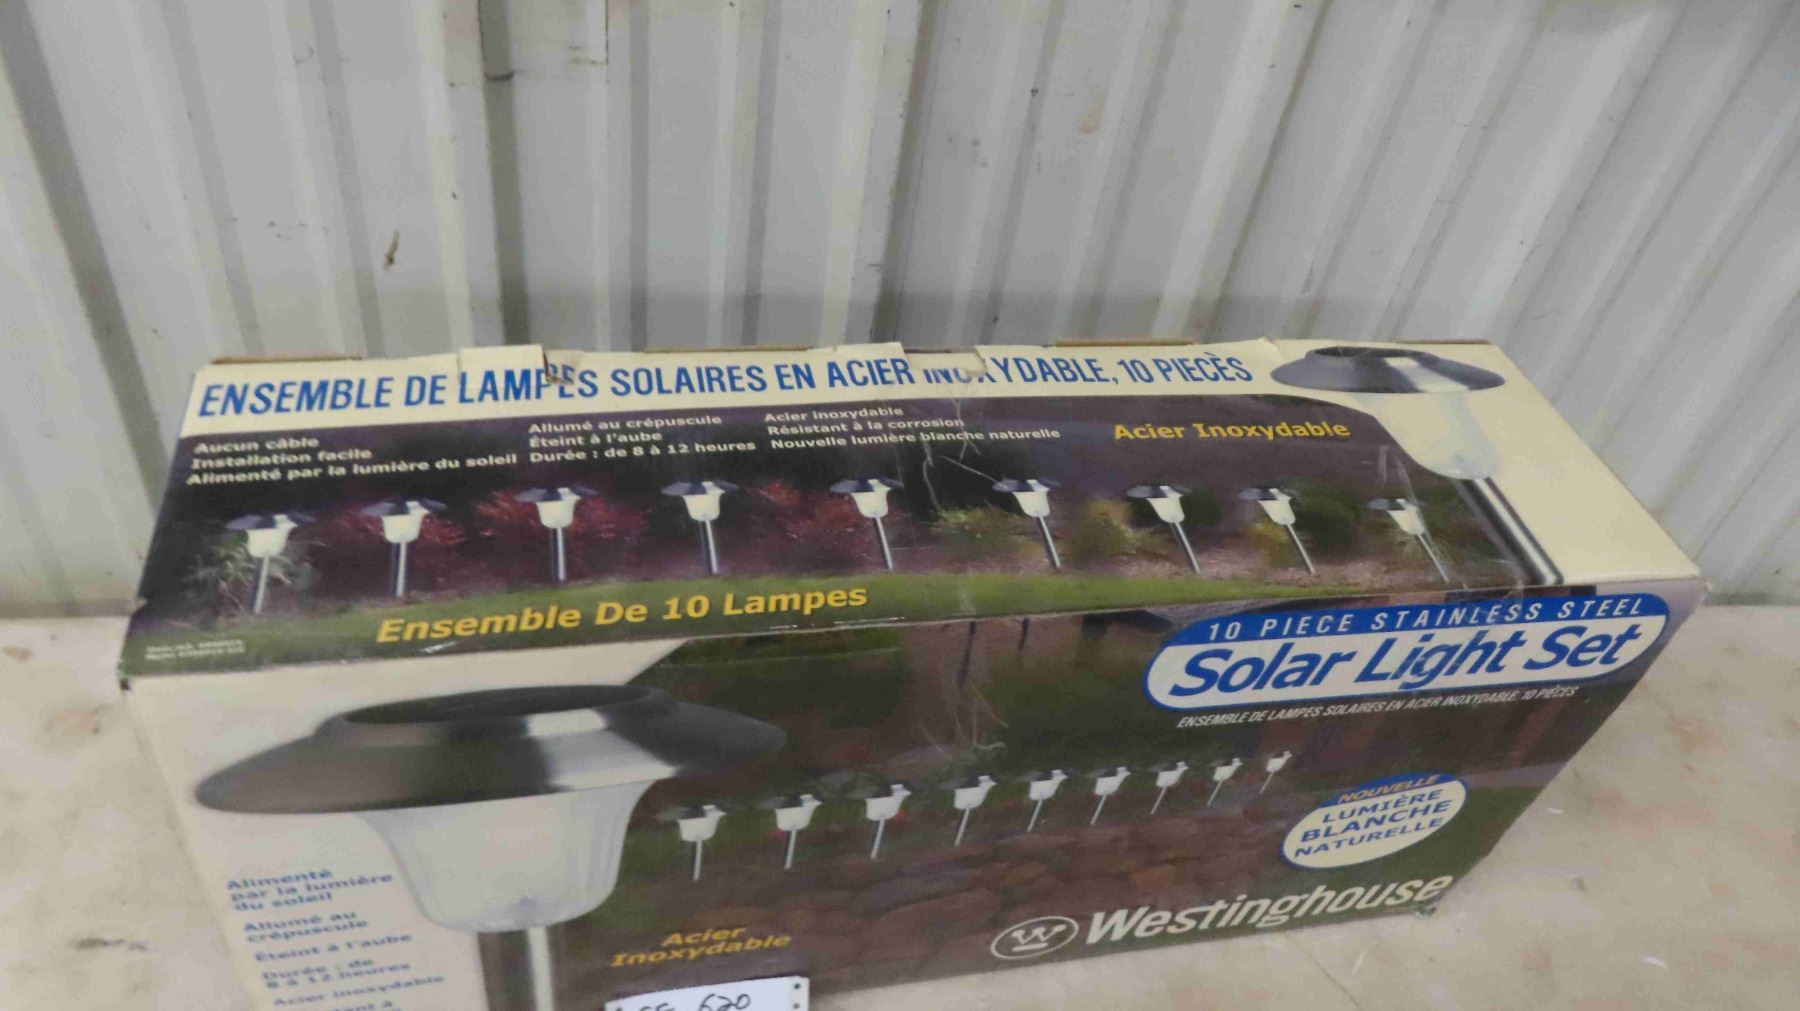 ENSEMBLE DE LAMPES SOLAIRES EN ACIER INOXYDABLE, 10 PIECÈS
Aucun câble
Installation facile
Alimenté par la lumière du soleil
Allumé au crépuscule
Éteint à l'aube
Durée : de 8 à 12 heures
Acier inoxydable
Résistant à la corrosion
Nouvelle lumière blanche naturelle
Acier Inoxydable
Ensemble De 10 Lampes
10 PIECE STAINLESS STEEL
Solar Light Set
ENSEMBLE DE LAMPES SOLAIRES EN ACIER INOXYDABLE, 10 PIÈCES
NOUVELLE
LUMIÈRE
BLANCHE
NATURELLE
Westinghouse
Alimenté
par la lumière
du soleil
Allumé au
crépuscule
Éteint à l'aube
Durée : de
8 à 12 heures
Acier inoxydable
Acier
Inoxydable
620